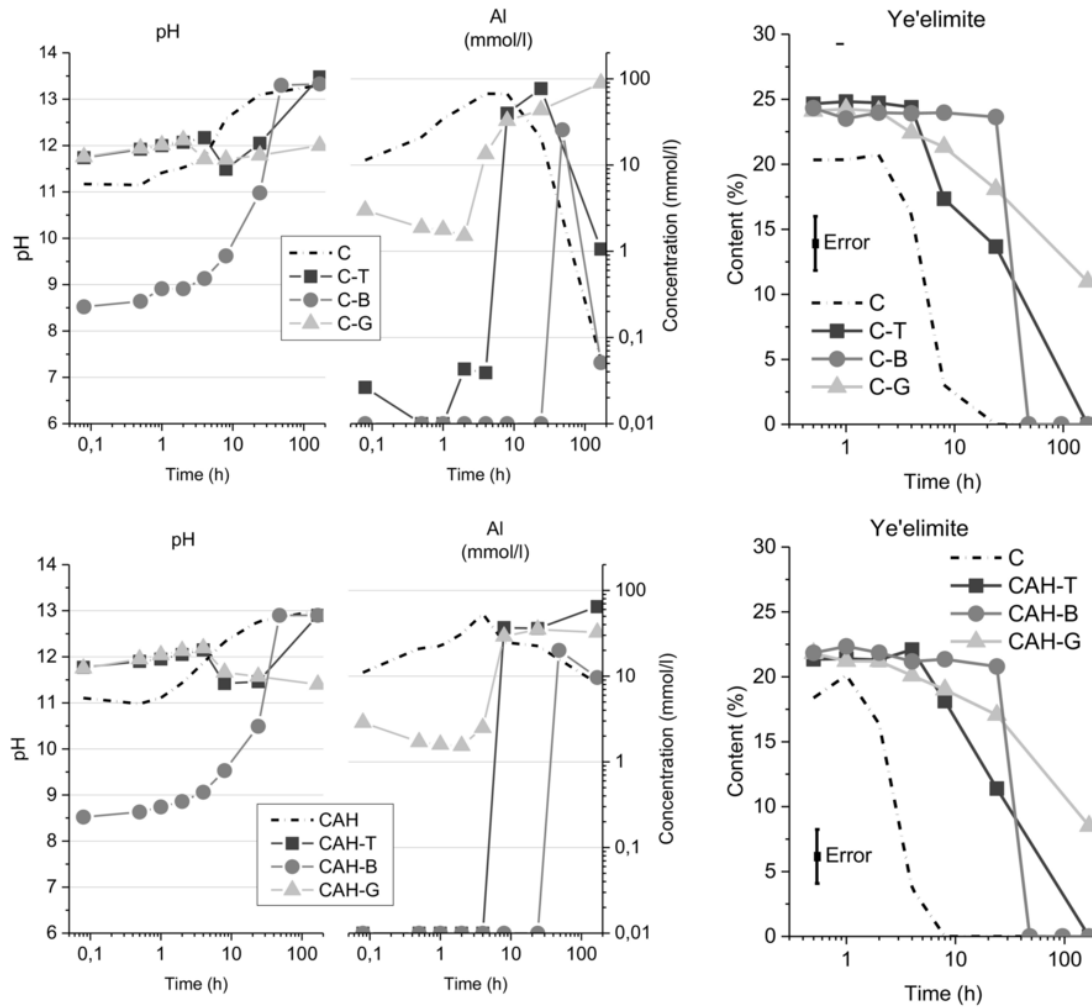 pH
Al
(mmol/l)
Ye'elimite
14
13
12
11
10
9
8
7
6
pH
0,1 1 10 100
Time (h)
C
C-T
C-B
C-G
100
10
1
0,1
0,01
Concentration (mmol/l)
0,1 1 10 100
Time (h)
30
25
20
15
10
5
0
Content (%)
Error
C
C-T
C-B
C-G
1 10 100
Time (h)
pH
Al
(mmol/l)
Ye'elimite
14
13
12
11
10
9
8
7
6
pH
0,1 1 10 100
Time (h)
CAH
CAH-T
CAH-B
CAH-G
100
10
1
0,1
0,01
Concentration (mmol/l)
0,1 1 10 100
Time (h)
30
25
20
15
10
5
0
Content (%)
C
CAH-T
CAH-B
CAH-G
Error
1 10 100
Time (h)